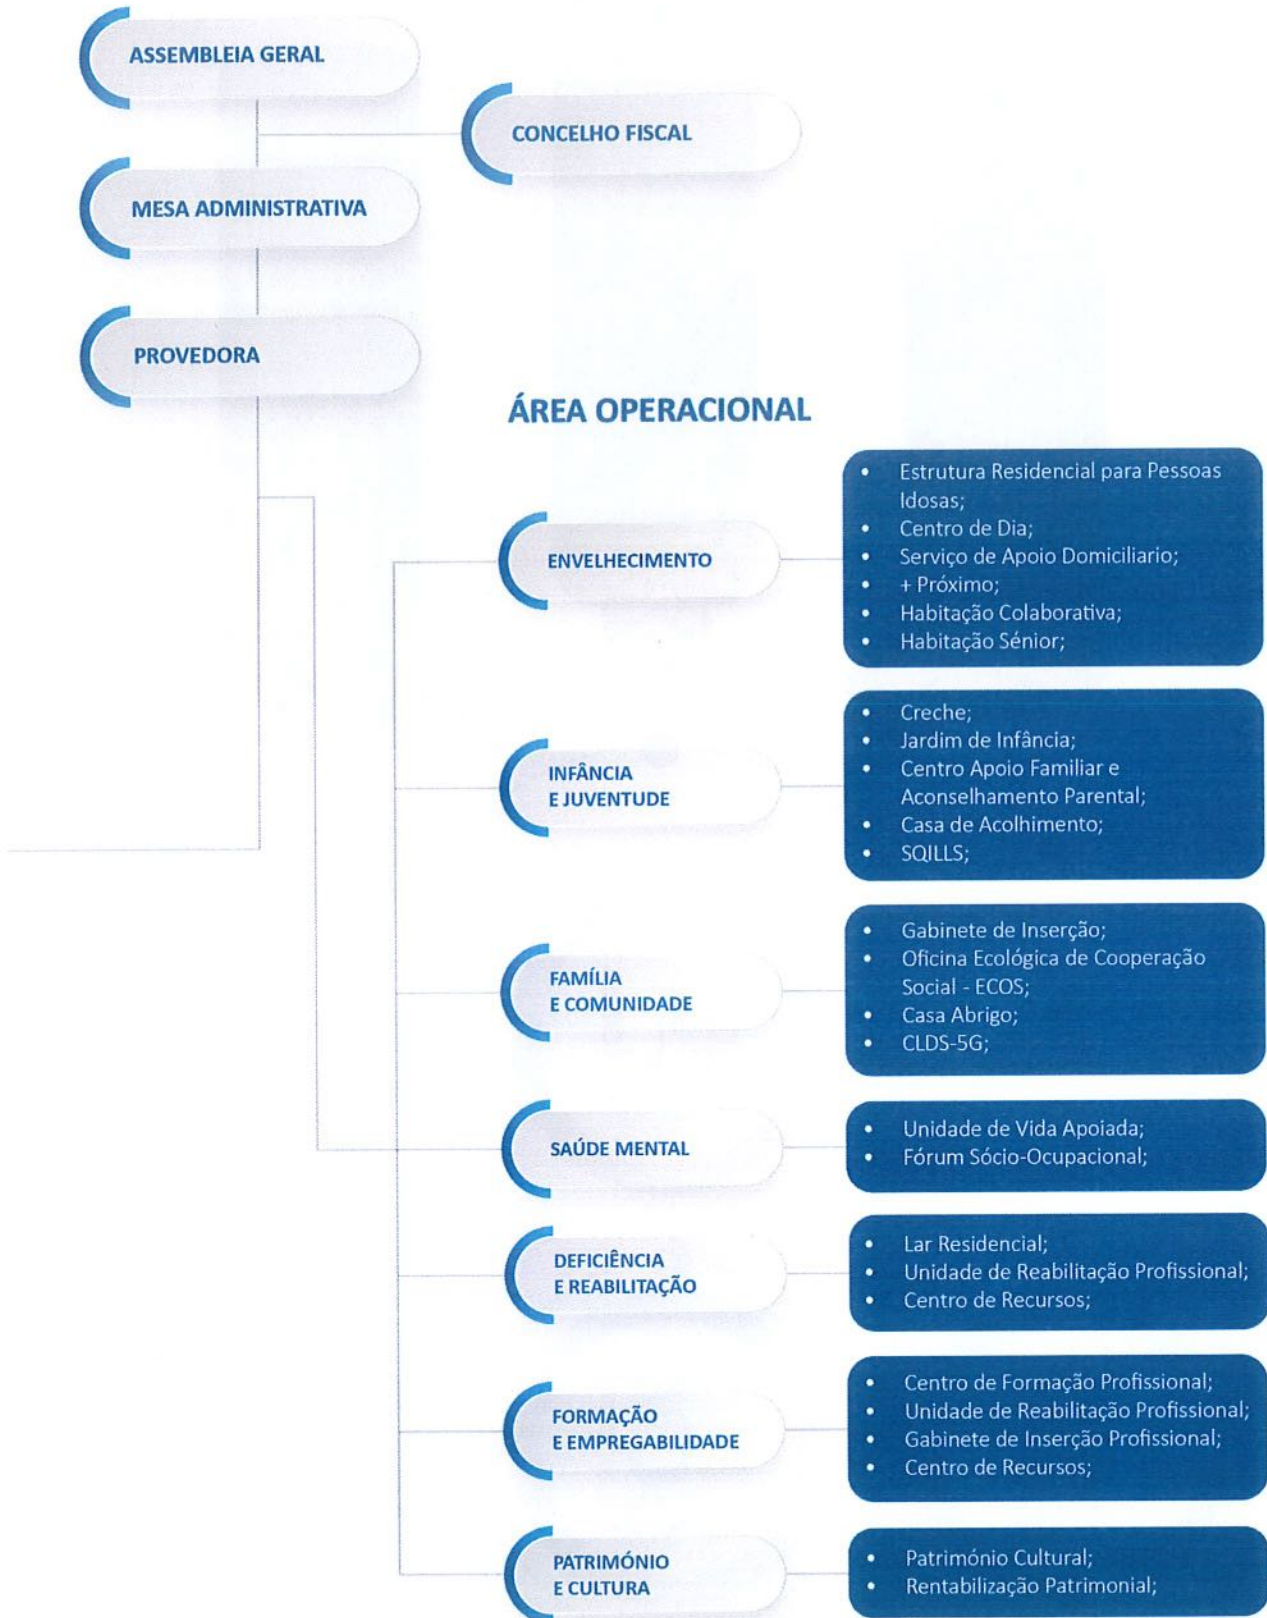 ASSEMBLEIA GERAL
CONCELHO FISCAL
MESA ADMINISTRATIVA
PROVEDORA
ÁREA OPERACIONAL
ENVELHECIMENTO
• Estrutura Residencial para Pessoas
Idosas;
• Centro de Dia;
• Serviço de Apoio Domiciliario;
• + Próximo;
• Habitação Colaborativa;
• Habitação Sénior;
INFÂNCIA
E JUVENTUDE
• Creche;
• Jardim de Infância;
• Centro Apoio Familiar e
Aconselhamento Parental;
• Casa de Acolhimento;
• SQILLS;
FAMÍLIA
E COMUNIDADE
• Gabinete de Inserção;
• Oficina Ecológica de Cooperação
Social - ECOS;
• Casa Abrigo;
• CLDS-5G;
SAÚDE MENTAL
• Unidade de Vida Apoiada;
• Fórum Sócio-Ocupacional;
DEFICIÊNCIA
E REABILITAÇÃO
• Lar Residencial;
• Unidade de Reabilitação Profissional;
• Centro de Recursos;
FORMAÇÃO
E EMPREGABILIDADE
• Centro de Formação Profissional;
• Unidade de Reabilitação Profissional;
• Gabinete de Inserção Profissional;
• Centro de Recursos;
PATRIMÓNIO
E CULTURA
• Património Cultural;
• Rentabilização Patrimonial;